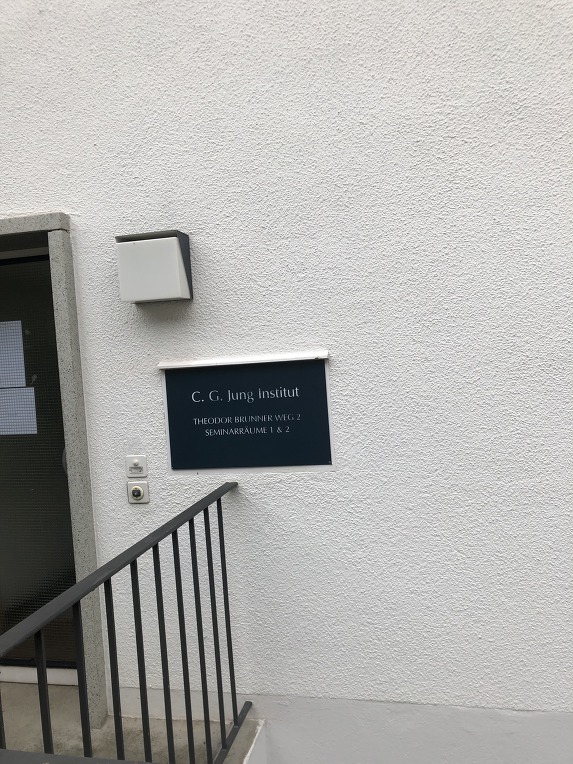 C. G. Jung Institut
THEODOR BRUNNER WEG 2
SEMINARRÄUME 1 & 2